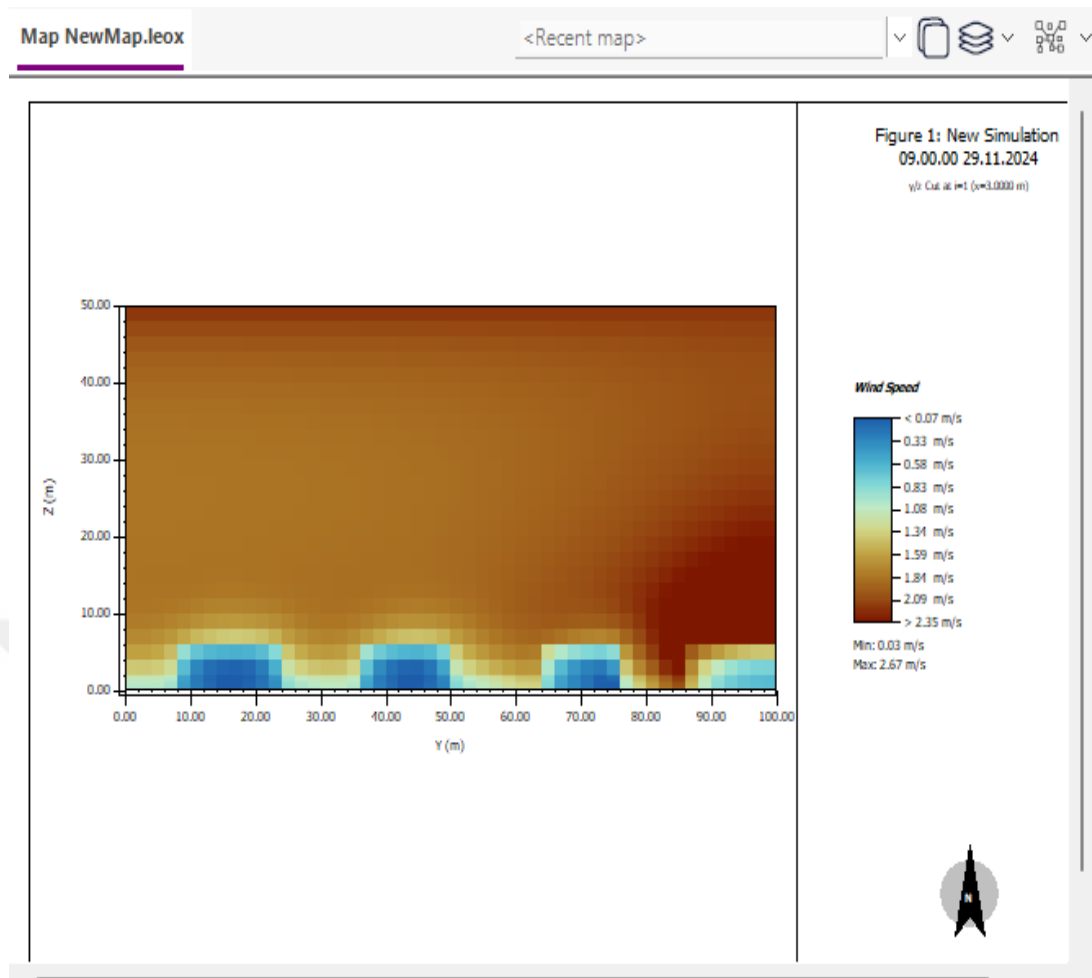 Map NewMap.leox
<Recent map>
Figure 1: New Simulation
09.00.00 29.11.2024
y/z Cut at i=1 (x=3.0000 m)
50.00
40.00
30.00
20.00
10.00
0.00
Z (m)
0.00 10.00 20.00 30.00 40.00 50.00 60.00 70.00 80.00 90.00 100.00
Y (m)
Wind Speed
< 0.07 m/s
0.33 m/s
0.58 m/s
0.83 m/s
1.08 m/s
1.34 m/s
1.59 m/s
1.84 m/s
2.09 m/s
> 2.35 m/s
Min: 0.03 m/s
Max: 2.67 m/s
N